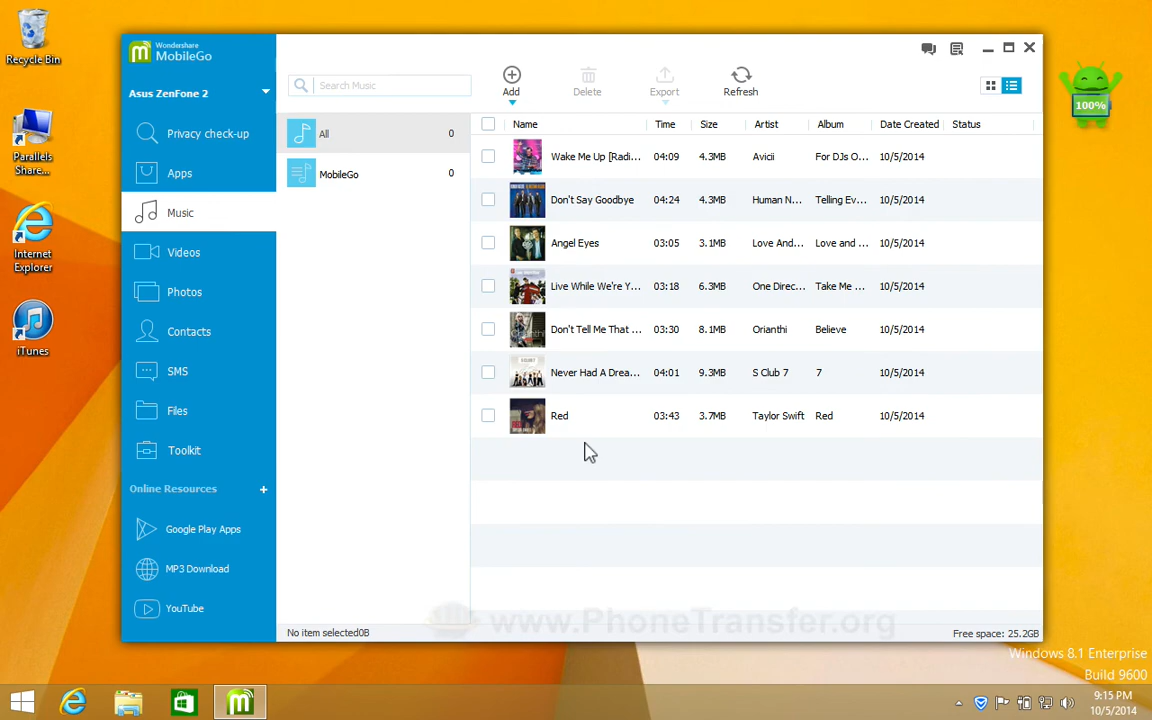 Recycle Bin
Parallels
Share...
Internet
Explorer
iTunes
Wondershare
MobileGo
Asus ZenFone 2
Privacy check-up
Apps
Music
Videos
Photos
Contacts
SMS
Files
Toolkit
Online Resources +
Google Play Apps
MP3 Download
YouTube
Search Music
Add
Delete
Export
Refresh
All 0
MobileGo 0
Name Time Size Artist Album Date Created Status
Wake Me Up [Radi... 04:09 4.3MB Avicii For DJs O... 10/5/2014
Don't Say Goodbye 04:24 4.3MB Human N... Telling Ev... 10/5/2014
Angel Eyes 03:05 3.1MB Love And... Love and ... 10/5/2014
Live While We're Y... 03:18 6.3MB One Direc... Take Me ... 10/5/2014
Don't Tell Me That ... 03:30 8.1MB Orianthi Believe 10/5/2014
Never Had A Drea... 04:01 9.3MB S Club 7 7 10/5/2014
Red 03:43 3.7MB Taylor Swift Red 10/5/2014
No item selected0B
www.PhoneTransfer.org
Free space: 25.2GB
100%
Windows 8.1 Enterprise
Build 9600
9:15 PM
10/5/2014